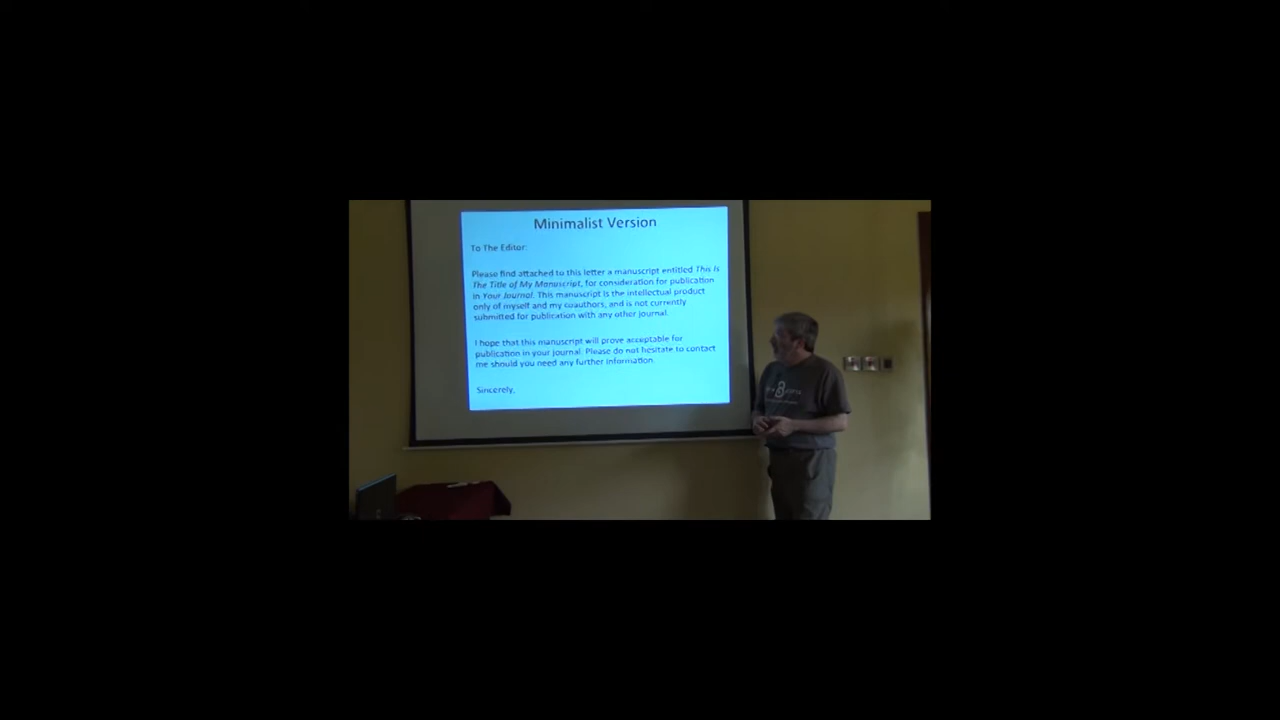 Minimalist Version
To The Editor:
Please find attached to this letter a manuscript entitled This Is
The Title of My Manuscript, for consideration for publication
in Your Journal. This manuscript is the intellectual product
only of myself and my coauthors, and is not currently
submitted for publication with any other journal.
I hope that this manuscript will prove acceptable for
publication in your journal. Please do not hesitate to contact
me should you need any further information.
Sincerely,